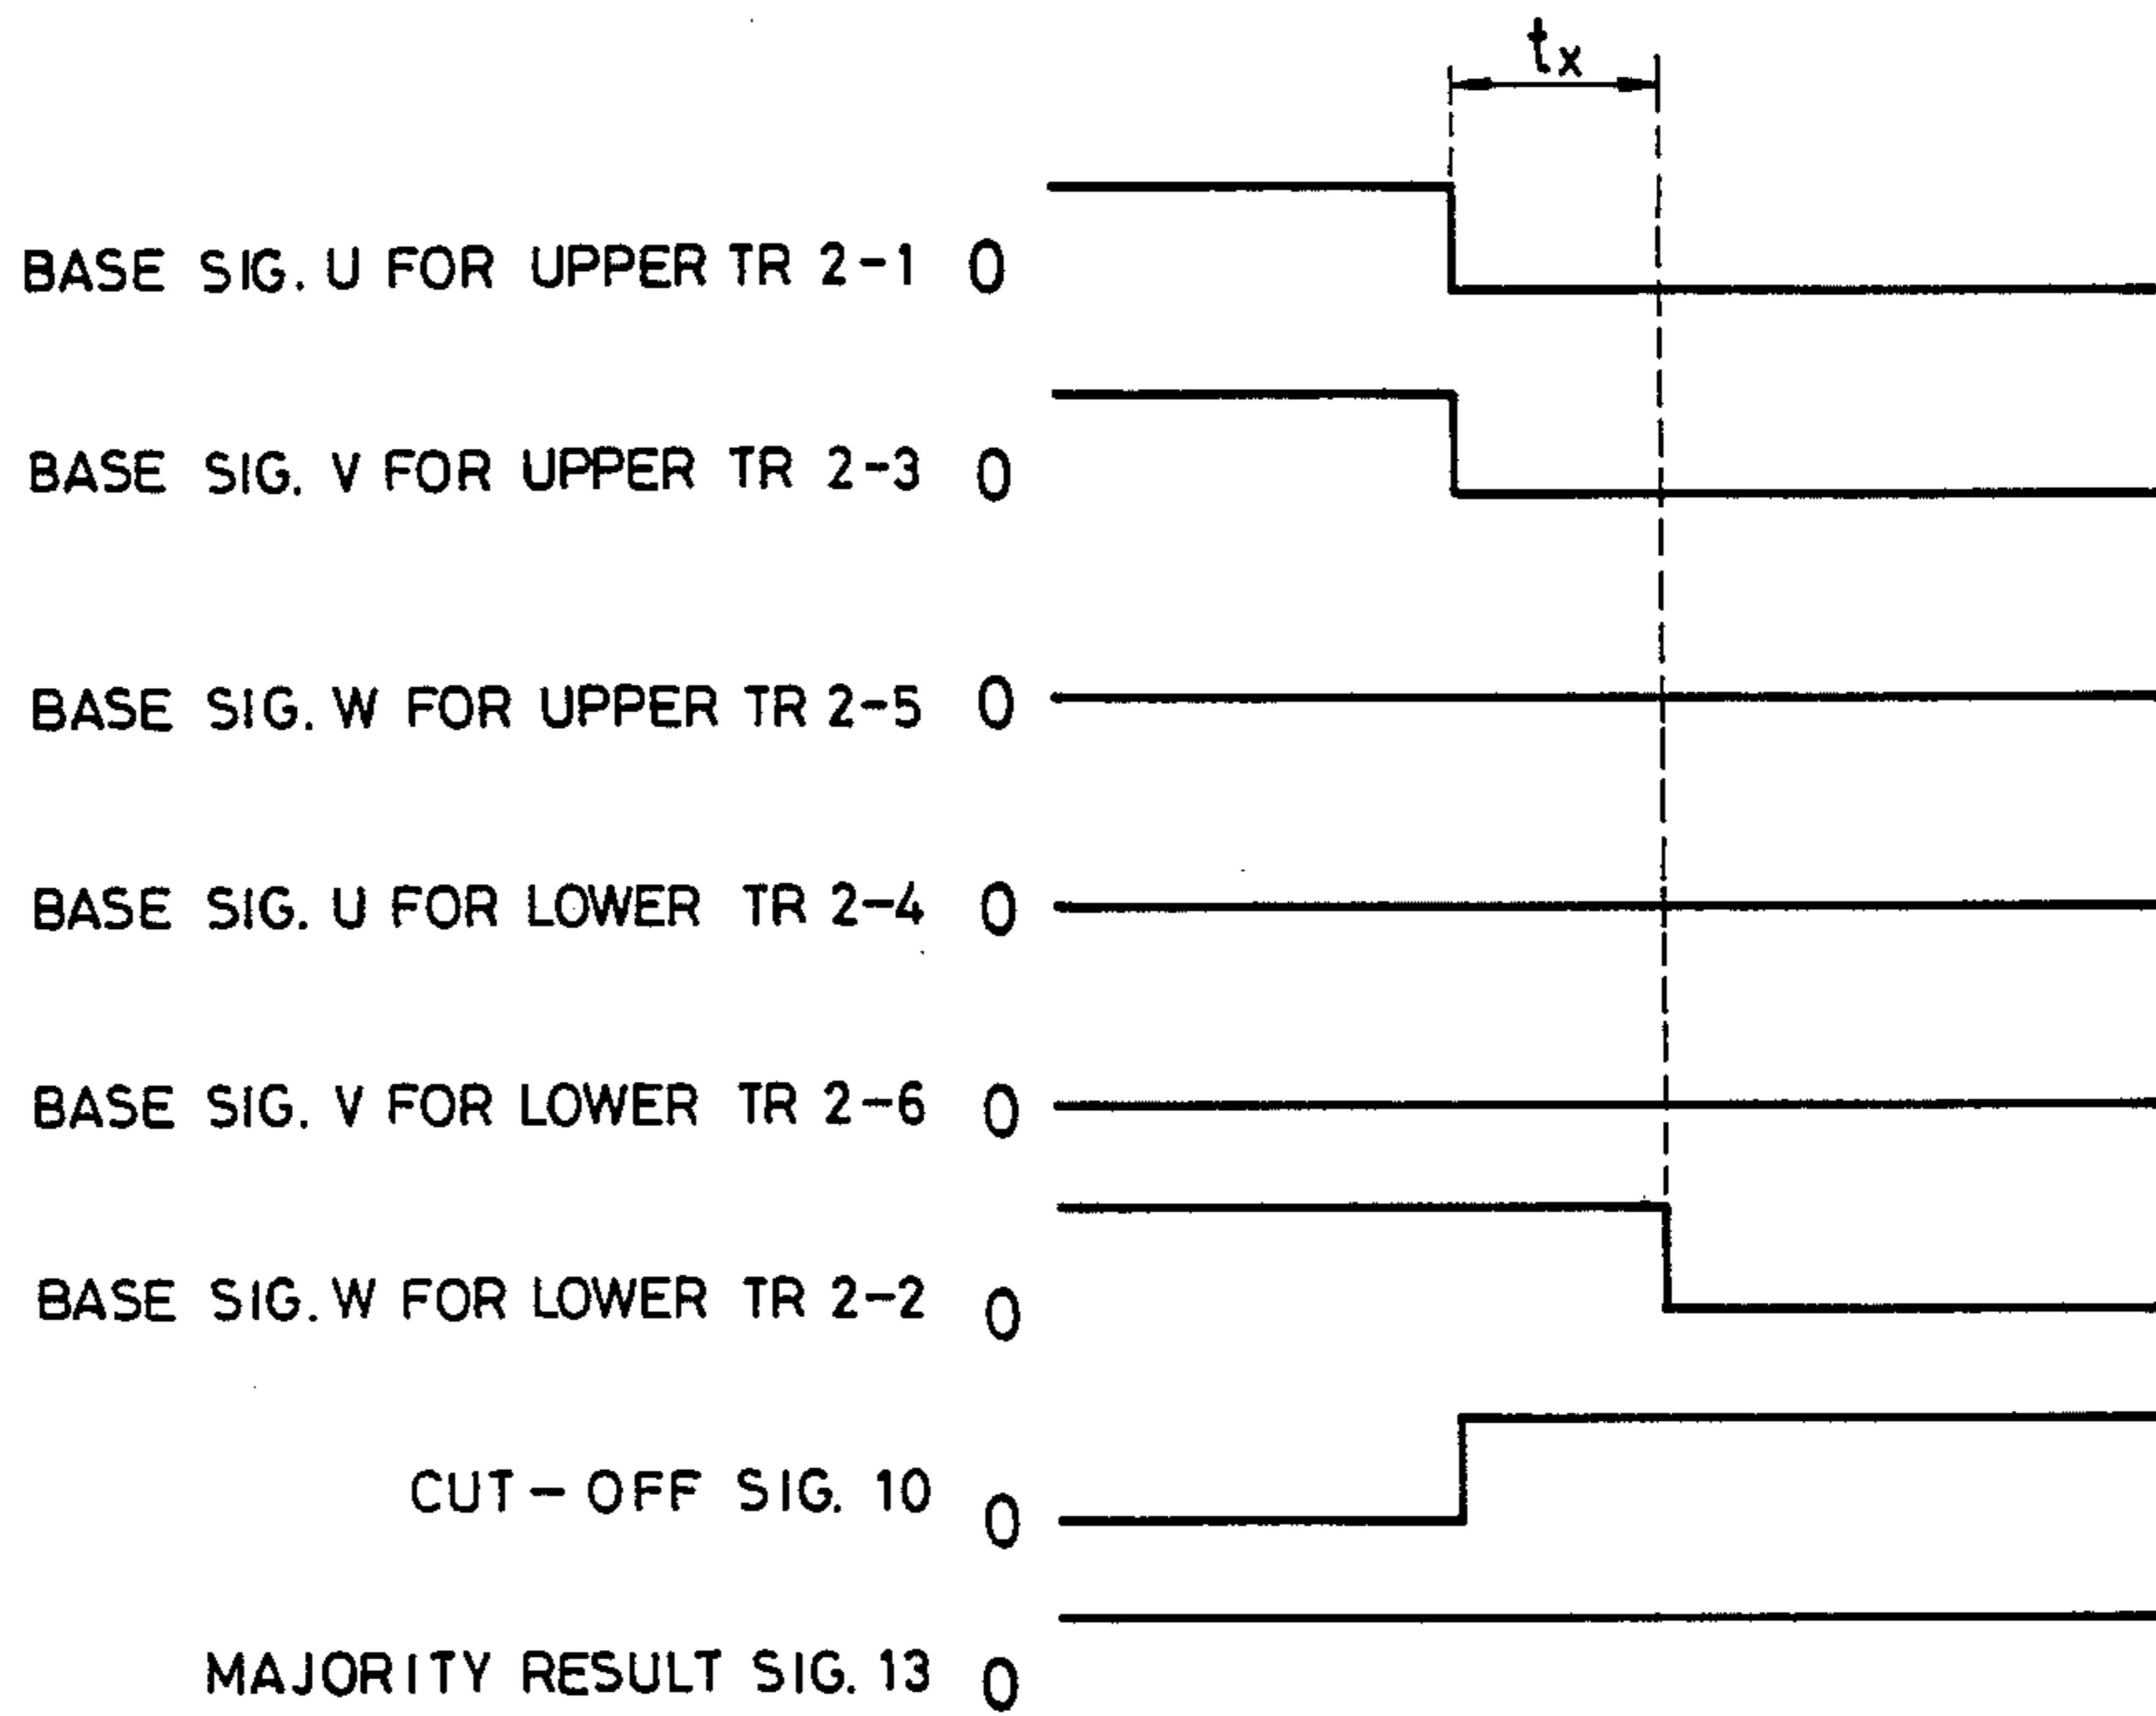 tx
BASE SIG. U FOR UPPER TR 2-1 0
BASE SIG. V FOR UPPER TR 2-3 0
BASE SIG. W FOR UPPER TR 2-5 0
BASE SIG. U FOR LOWER TR 2-4 0
BASE SIG. V FOR LOWER TR 2-6 0
BASE SIG. W FOR LOWER TR 2-2 0
CUT-OFF SIG. 10 0
MAJORITY RESULT SIG. 13 0